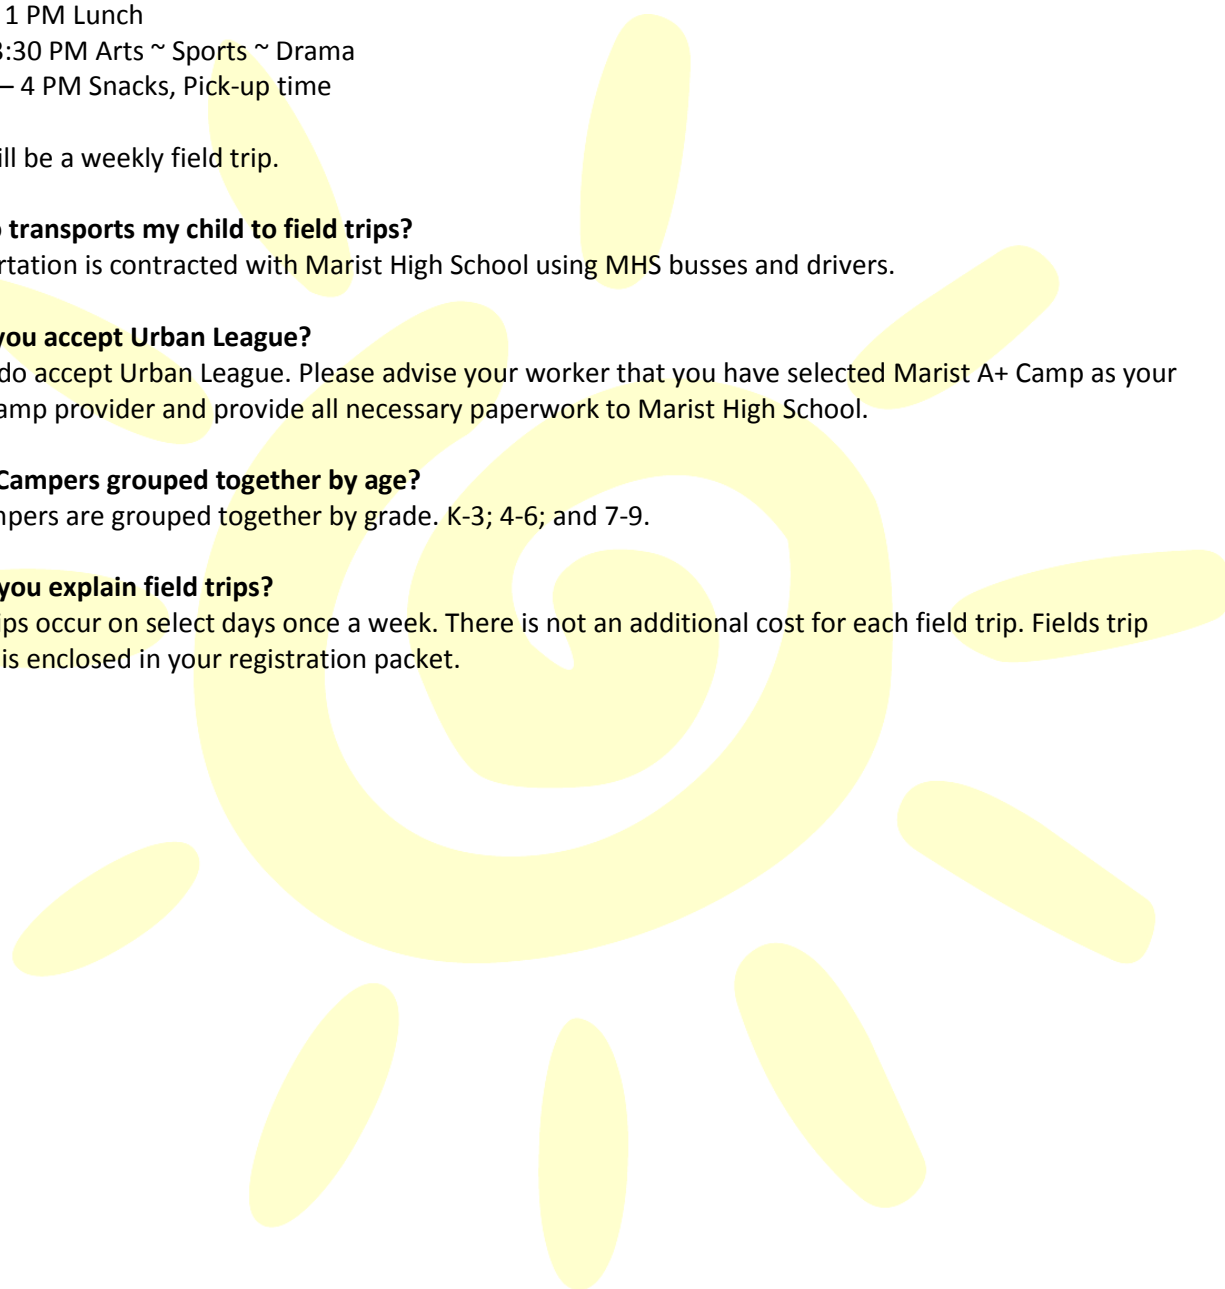 1 PM Lunch
3:30 PM Arts ~ Sports ~ Drama
– 4 PM Snacks, Pick-up time
ill be a weekly field trip.
transports my child to field trips?
rtation is contracted with Marist High School using MHS busses and drivers.
you accept Urban League?
do accept Urban League. Please advise your worker that you have selected Marist A+ Camp as your
amp provider and provide all necessary paperwork to Marist High School.
Campers grouped together by age?
mpers are grouped together by grade. K-3; 4-6; and 7-9.
you explain field trips?
ips occur on select days once a week. There is not an additional cost for each field trip. Fields trip
is enclosed in your registration packet.